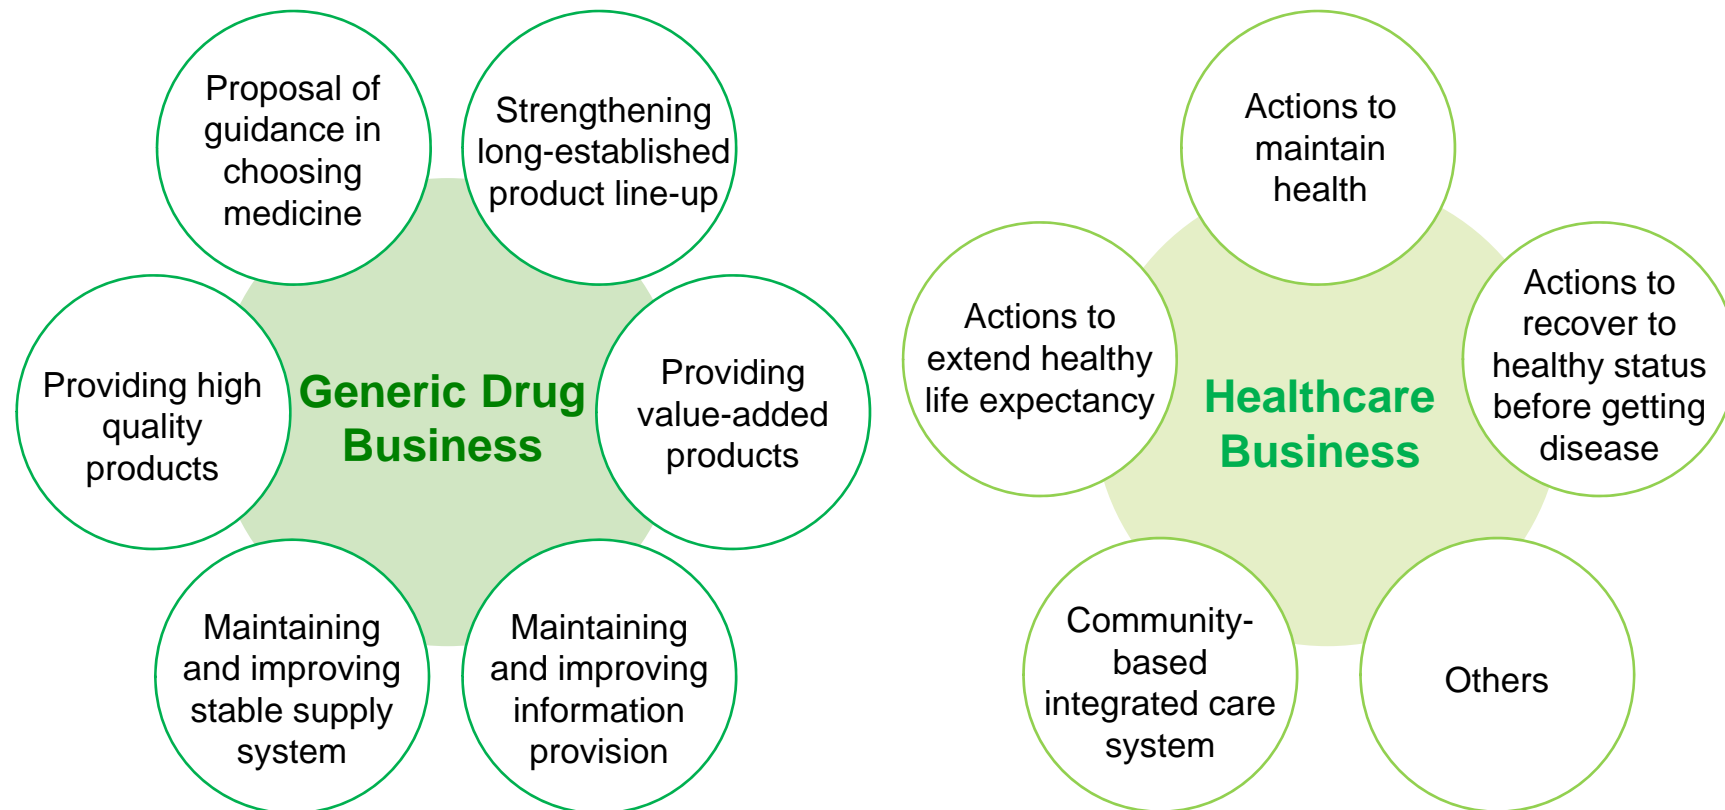 Proposal of
guidance in
choosing
medicine
Strengthening
long-established
product line-up
Providing high
quality
products
Generic Drug
Business
Providing
value-added
products
Maintaining
and improving
stable supply
system
Maintaining
and improving
information
provision
Actions to
maintain
health
Actions to
extend healthy
life expectancy
Healthcare
Business
Actions to
recover to
healthy status
before getting
disease
Community-
based
integrated care
system
Others